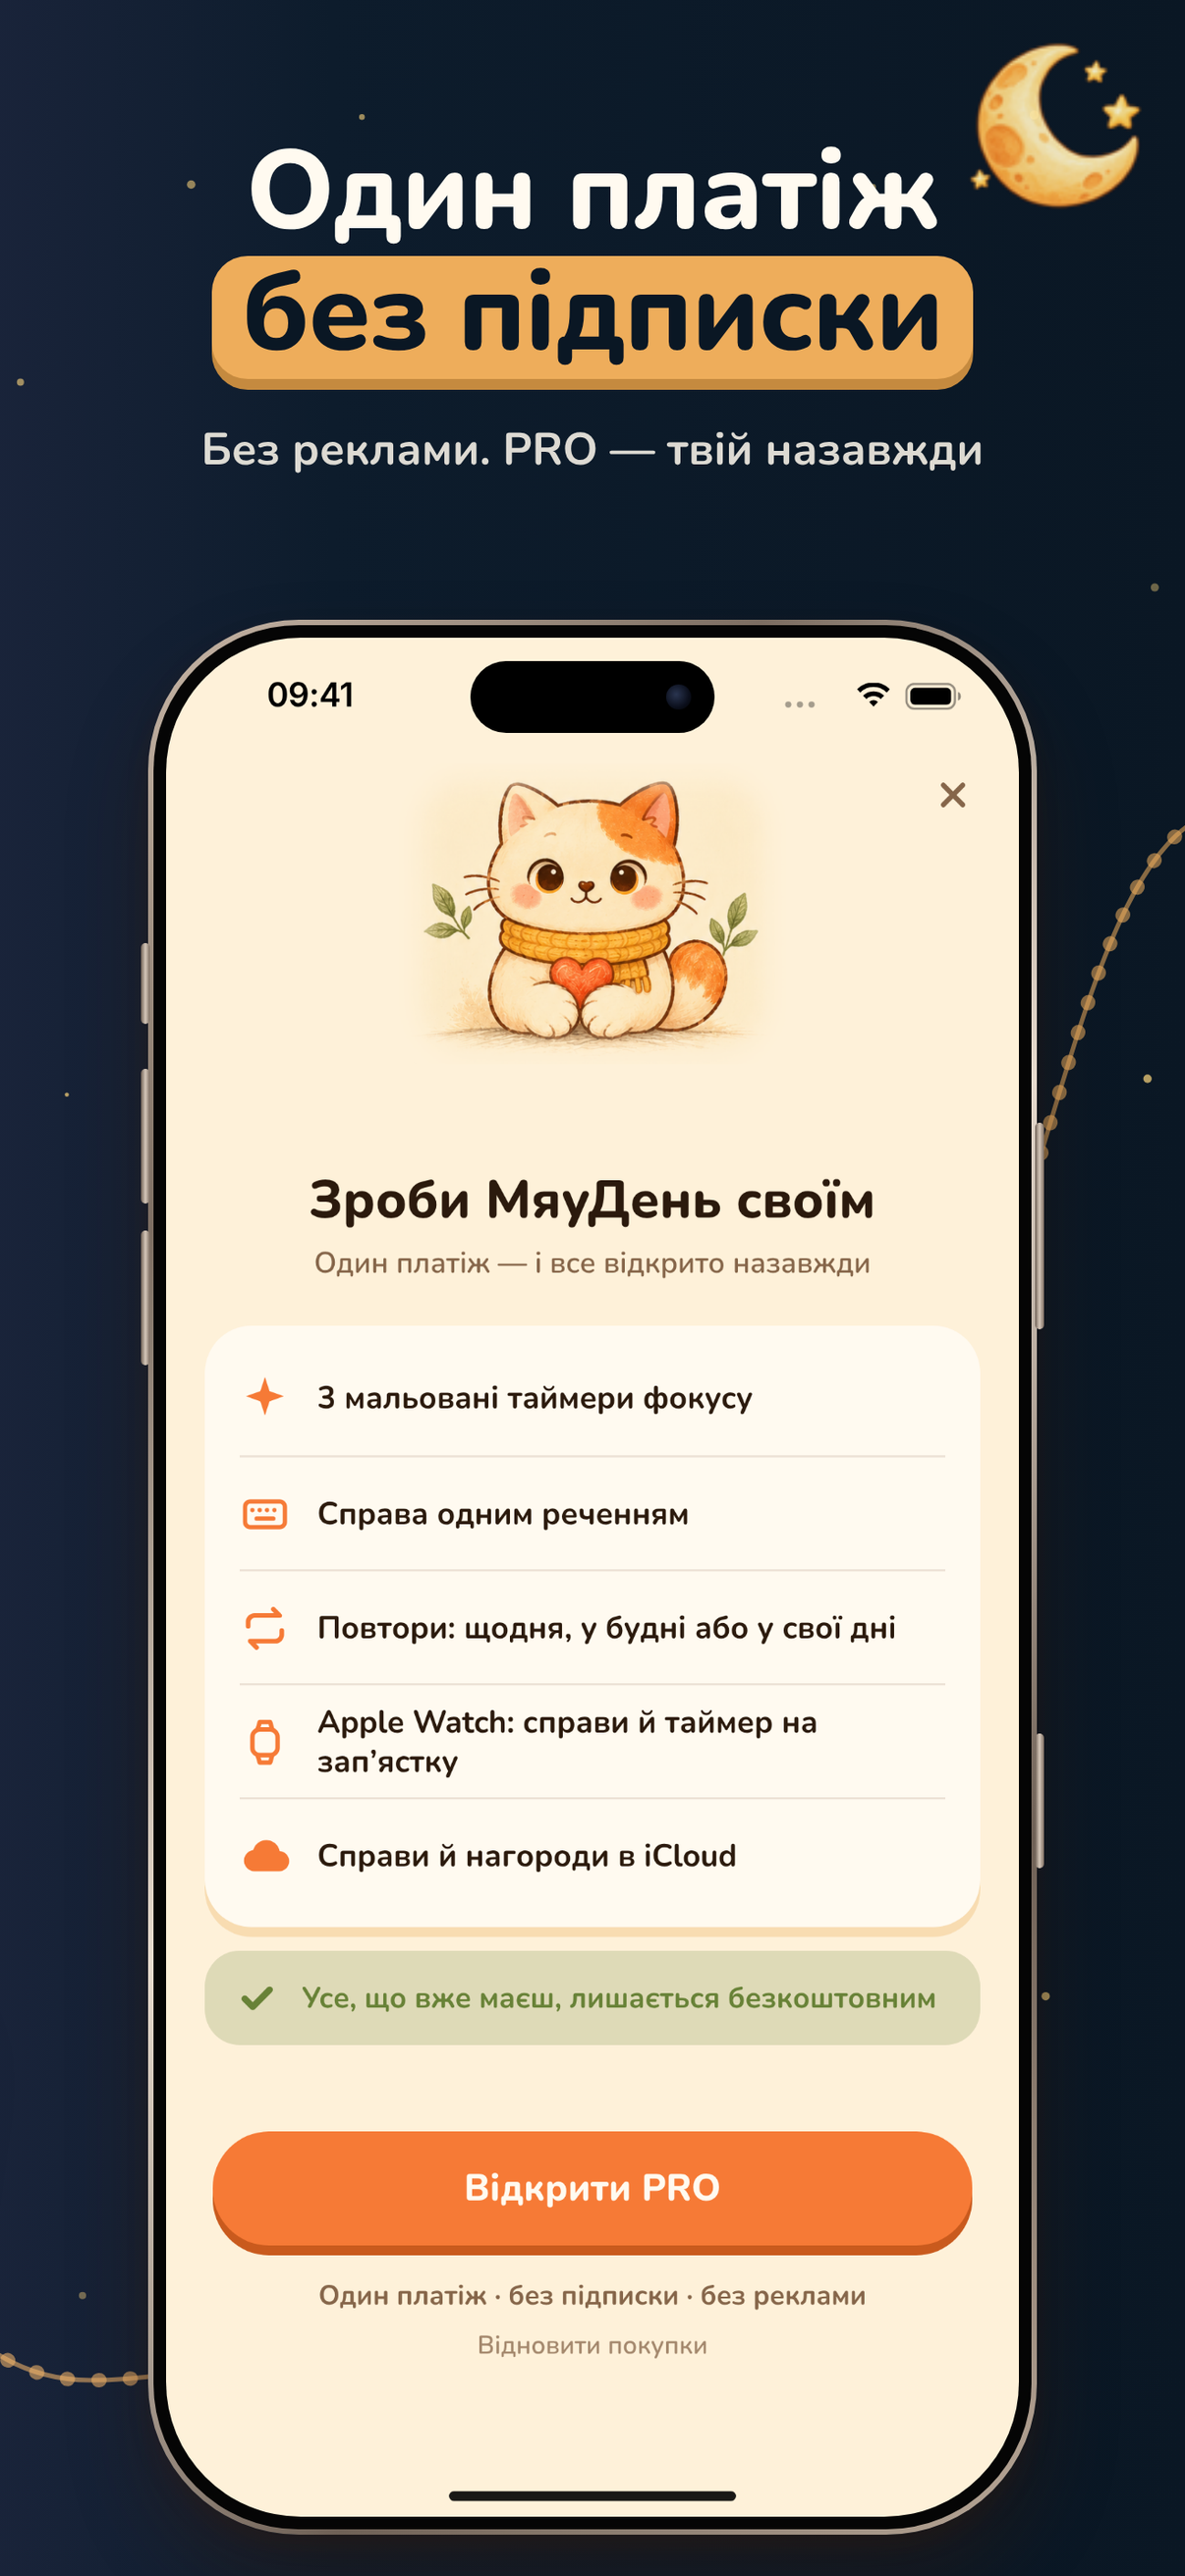 Один платіж
без підписки
Без реклами. PRO — твій назавжди
09:41
Зроби МяуДень своїм
Один платіж — і все відкрито назавжди
3 мальовані таймери фокусу
Справа одним реченням
Повтори: щодня, у будні або у свої дні
Apple Watch: справи й таймер на
зап’ястку
Справи й нагороди в iCloud
Усе, що вже маєш, лишається безкоштовним
Відкрити PRO
Один платіж · без підписки · без реклами
Відновити покупки